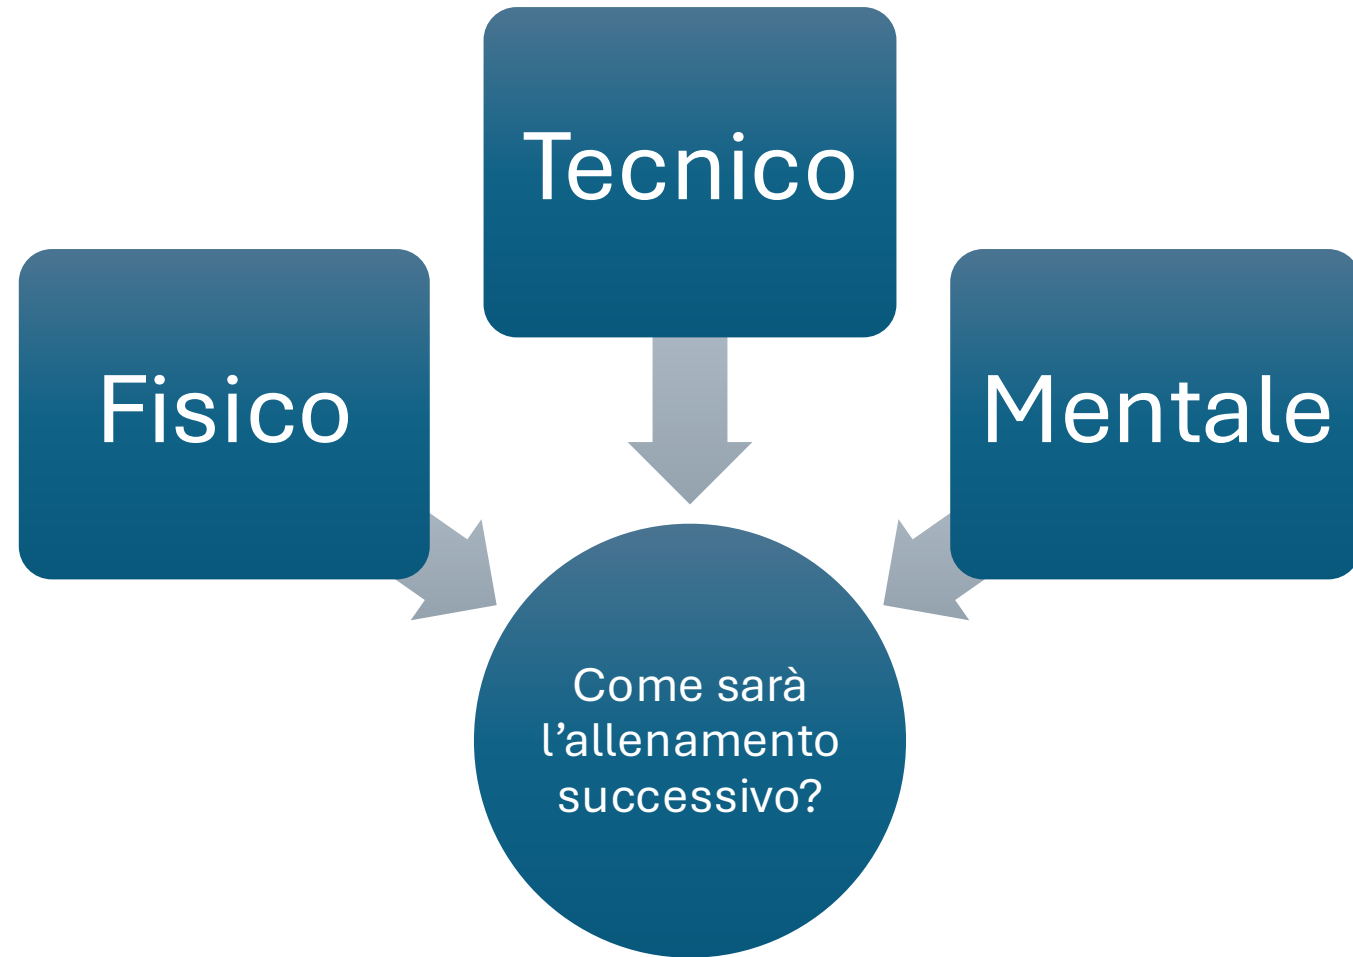 Tecnico
Fisico
Mentale
Come sarà
l’allenamento
successivo?